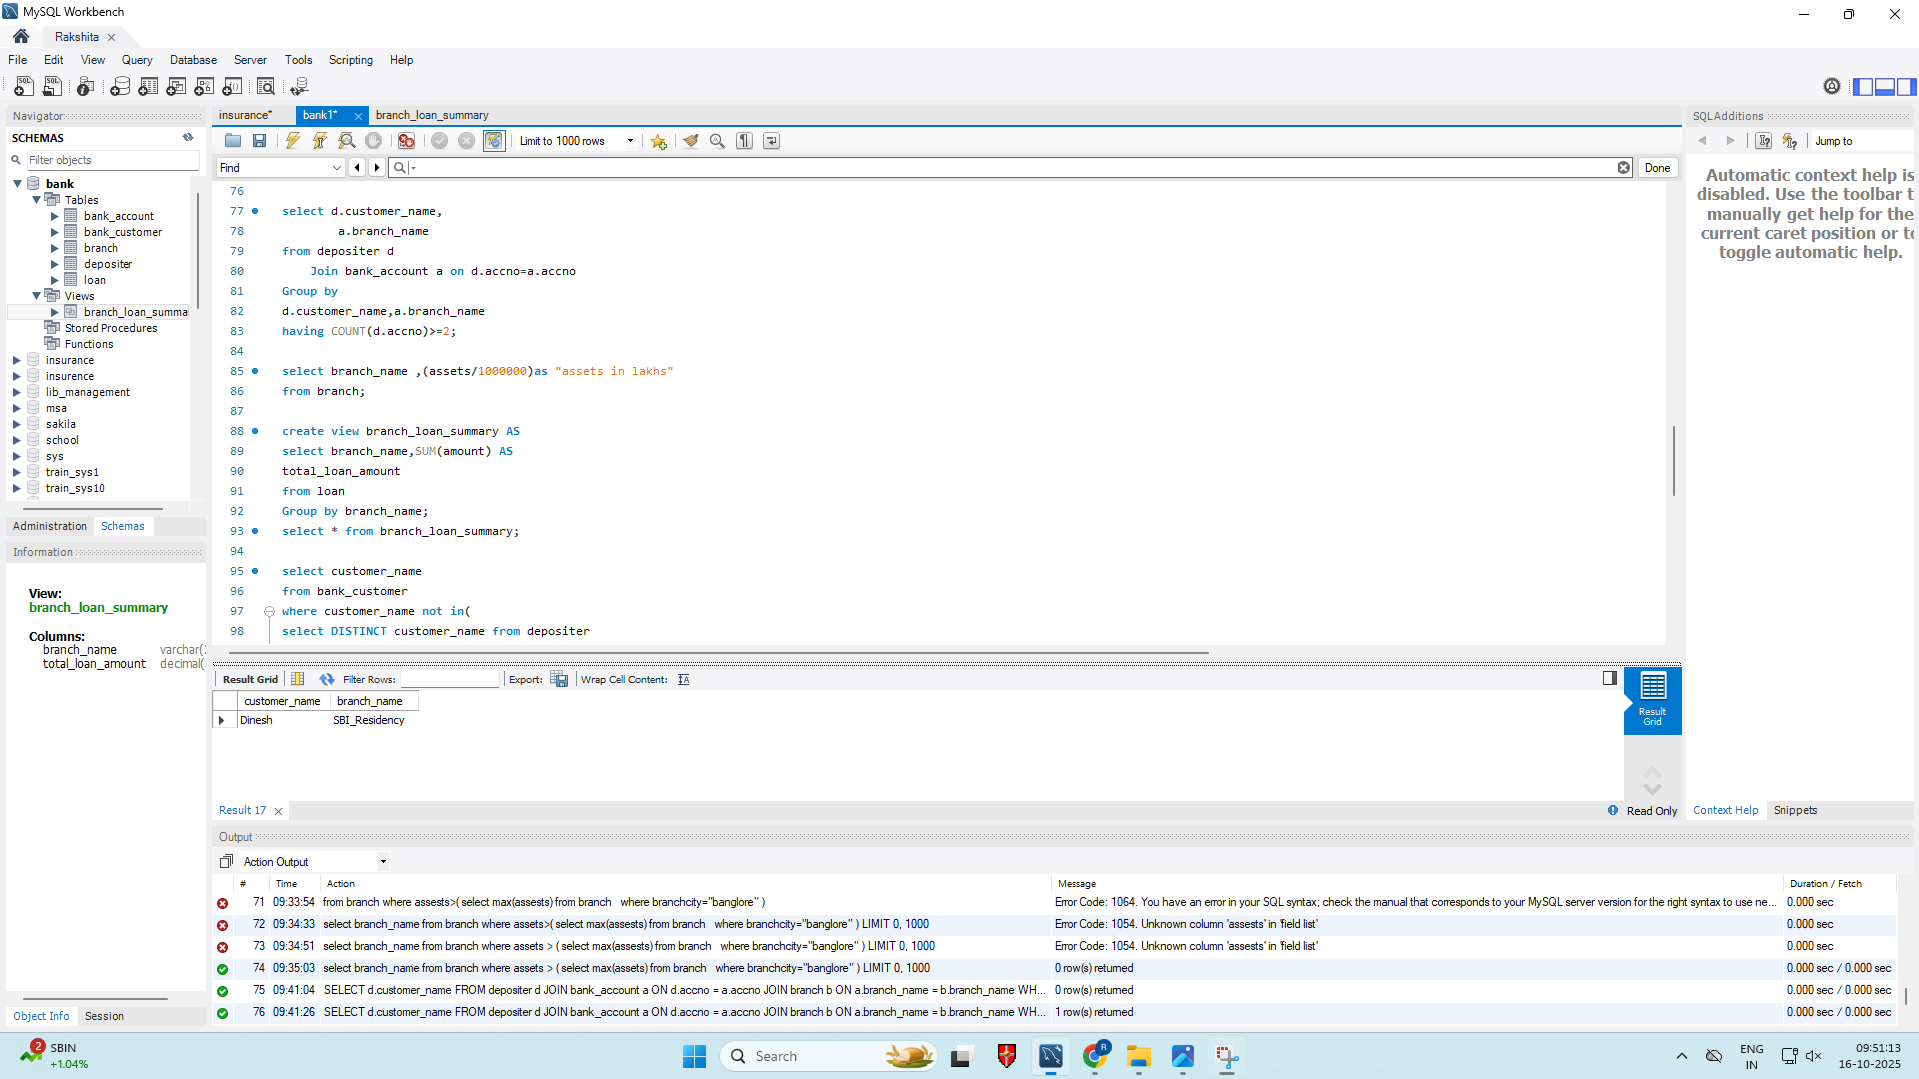 MySQL Workbench
Rakshita
File Edit View Query Database Server Tools Scripting Help
Navigator
SCHEMAS
Filter objects
bank
Tables
bank_account
bank_customer
branch
depositer
loan
Views
branch_loan_summa
Stored Procedures
Functions
insurance
insurence
lib_management
msa
sakila
school
sys
train_sys1
train_sys10
Administration Schemas
Information
View:
branch_loan_summary
Columns:
branch_name varchar(
total_loan_amount decimal(
Object Info Session
insurance* bank1* branch_loan_summary
Limit to 1000 rows
Find Done
76
77 select d.customer_name,
78 a.branch_name
79 from depositer d
80 Join bank_account a on d.accno=a.accno
81 Group by
82 d.customer_name,a.branch_name
83 having COUNT(d.accno)>=2;
84
85 select branch_name ,(assets/1000000)as "assets in lakhs"
86 from branch;
87
88 create view branch_loan_summary AS
89 select branch_name,SUM(amount) AS
90 total_loan_amount
91 from loan
92 Group by branch_name;
93 select * from branch_loan_summary;
94
95 select customer_name
96 from bank_customer
97 where customer_name not in(
98 select DISTINCT customer_name from depositer
Result Grid Filter Rows: Export: Wrap Cell Content:
customer_name branch_name
Dinesh SBI_Residency
Result Grid
Result 17 Read Only
Output
Action Output
# Time Action Message Duration / Fetch
71 09:33:54 from branch where assests>( select max(assests) from branch where branchcity="banglore" ) Error Code: 1064. You have an error in your SQL syntax; check the manual that corresponds to your MySQL server version for the right syntax to use ne... 0.000 sec
72 09:34:33 select branch_name from branch where assets>( select max(assests) from branch where branchcity="banglore" ) LIMIT 0, 1000 Error Code: 1054. Unknown column 'assests' in 'field list' 0.000 sec
73 09:34:51 select branch_name from branch where assets > ( select max(assests) from branch where branchcity="banglore" ) LIMIT 0, 1000 Error Code: 1054. Unknown column 'assests' in 'field list' 0.000 sec
74 09:35:03 select branch_name from branch where assets > ( select max(assets) from branch where branchcity="banglore" ) LIMIT 0, 1000 0 row(s) returned 0.000 sec / 0.000 sec
75 09:41:04 SELECT d.customer_name FROM depositer d JOIN bank_account a ON d.accno = a.accno JOIN branch b ON a.branch_name = b.branch_name WH... 0 row(s) returned 0.000 sec / 0.000 sec
76 09:41:26 SELECT d.customer_name FROM depositer d JOIN bank_account a ON d.accno = a.accno JOIN branch b ON a.branch_name = b.branch_name WH... 1 row(s) returned 0.000 sec / 0.000 sec
SQLAdditions
Jump to
Automatic context help is
disabled. Use the toolbar t
manually get help for the
current caret position or to
toggle automatic help.
Context Help Snippets
2 SBIN
+1.04%
Search
R
ENG
IN
09:51:13
16-10-2025